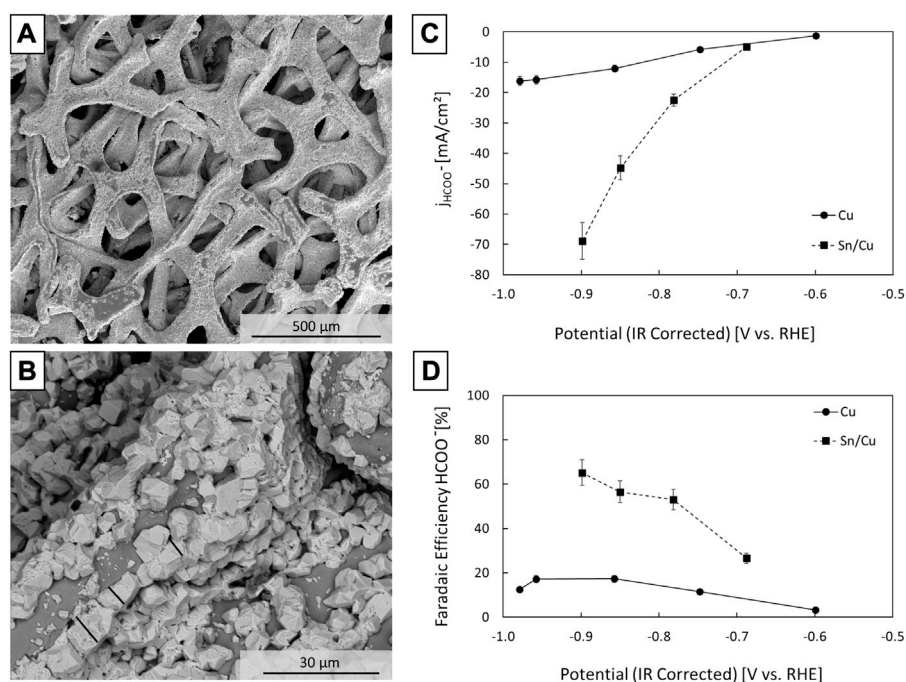 A
500 µm
B
30 µm
C
0
-10
-20
-30
-40
-50
-60
-70
-80
j HCOO⁻ [mA/cm²]
Cu
Sn/Cu
-1.0 -0.9 -0.8 -0.7 -0.6 -0.5
Potential (IR Corrected) [V vs. RHE]
D
100
80
60
40
20
0
Faradaic Efficiency HCOO⁻ [%]
Cu
Sn/Cu
-1.0 -0.9 -0.8 -0.7 -0.6 -0.5
Potential (IR Corrected) [V vs. RHE]